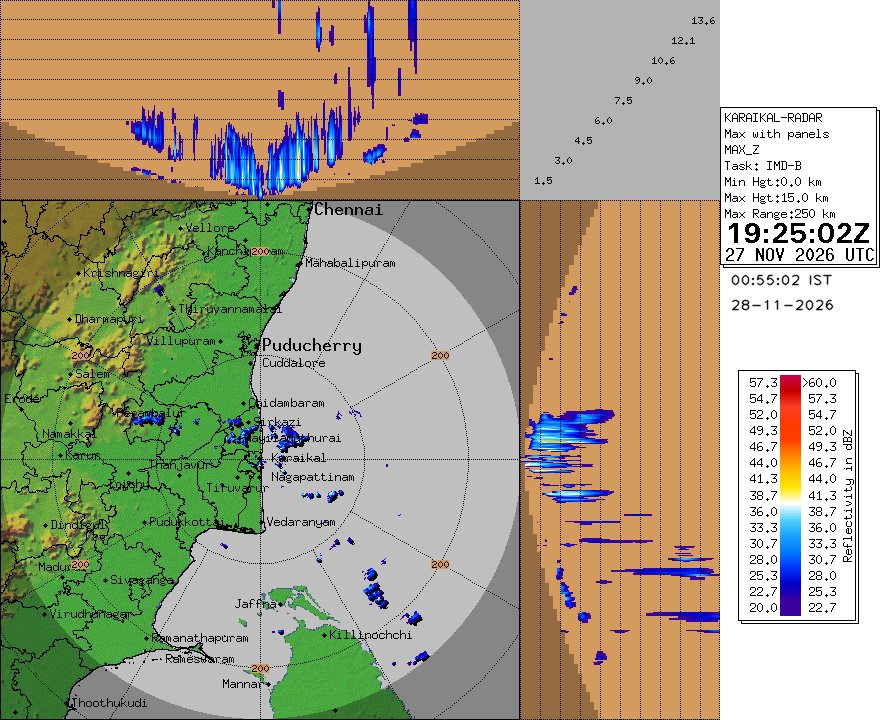 13.6
12.1
10.6
9.0
7.5
6.0
4.5
3.0
1.5
KARAIKAL-RADAR
Max with panels
MAX_Z
Task: IMD-B
Min Hgt:0.0 km
Max Hgt:15.0 km
Max Range:250 km
19:25:02Z
27 NOV 2026 UTC
00:55:02 IST
28-11-2026
Chennai
Vellore
200
Mahabalipuram
Krishnagiri
Thiruvannamalai
Dharmapuri
Villupuram
Puducherry
200
200
Cuddalore
Salem
Erode
Chidambaram
Perambalur
Sirkazi
Namakkal
Mayiladuthurai
Karur
Karaikal
Thanjavur
Nagapattinam
Tiruvarur
Dindigul
Pudukkottai
Vedaranyam
200
200
Madurai
Sivaganga
Jaffna
Virudhunagar
Ramanathapuram
Killinochchi
Rameswaram
200
Mannar
Thoothukudi
57.3 >60.0
54.7 57.3
52.0 54.7
49.3 52.0
46.7 49.3
44.0 46.7
41.3 44.0
38.7 41.3
36.0 38.7
33.3 36.0
30.7 33.3
28.0 30.7
25.3 28.0
22.7 25.3
20.0 22.7
Reflectivity in dBZ